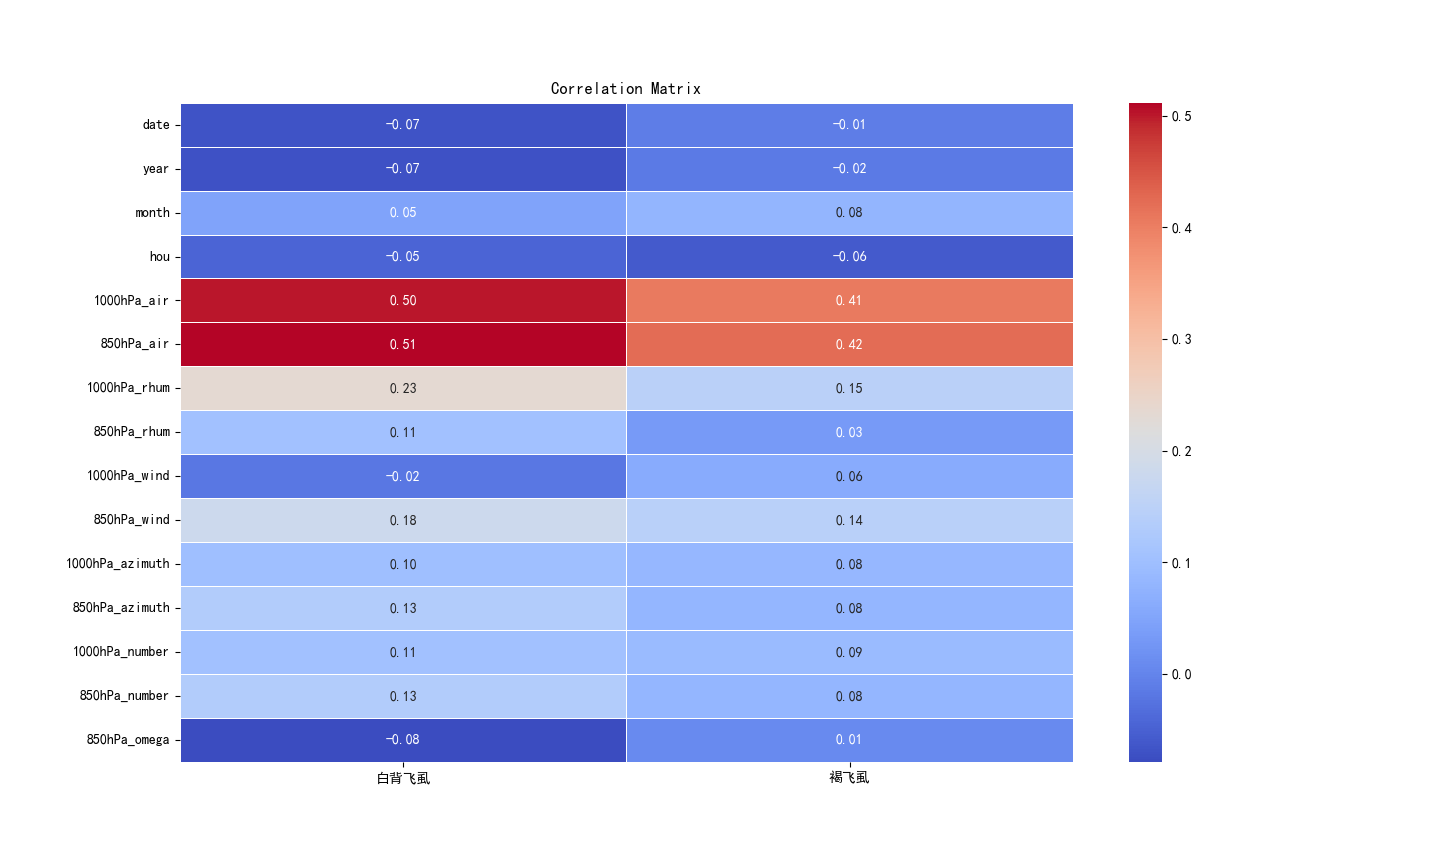 Correlation Matrix
date -0.07 -0.01
year -0.07 -0.02
month 0.05 0.08
hou -0.05 -0.06
1000hPa_air 0.50 0.41
850hPa_air 0.51 0.42
1000hPa_rhum 0.23 0.15
850hPa_rhum 0.11 0.03
1000hPa_wind -0.02 0.06
850hPa_wind 0.18 0.14
1000hPa_azimuth 0.10 0.08
850hPa_azimuth 0.13 0.08
1000hPa_number 0.11 0.09
850hPa_number 0.13 0.08
850hPa_omega -0.08 0.01
白背飞虱 褐飞虱
0.5
0.4
0.3
0.2
0.1
0.0